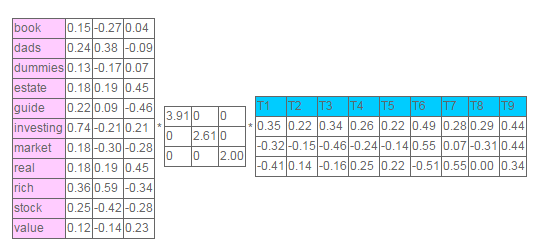 book 0.15 -0.27 0.04
dads 0.24 0.38 -0.09
dummies 0.13 -0.17 0.07
estate 0.18 0.19 0.45
guide 0.22 0.09 -0.46
investing 0.74 -0.21 0.21
market 0.18 -0.30 -0.28
real 0.18 0.19 0.45
rich 0.36 0.59 -0.34
stock 0.25 -0.42 -0.28
value 0.12 -0.14 0.23
*
3.91 0 0
0 2.61 0
0 0 2.00
*
T1 T2 T3 T4 T5 T6 T7 T8 T9
0.35 0.22 0.34 0.26 0.22 0.49 0.28 0.29 0.44
-0.32 -0.15 -0.46 -0.24 -0.14 0.55 0.07 -0.31 0.44
-0.41 0.14 -0.16 0.25 0.22 -0.51 0.55 0.00 0.34